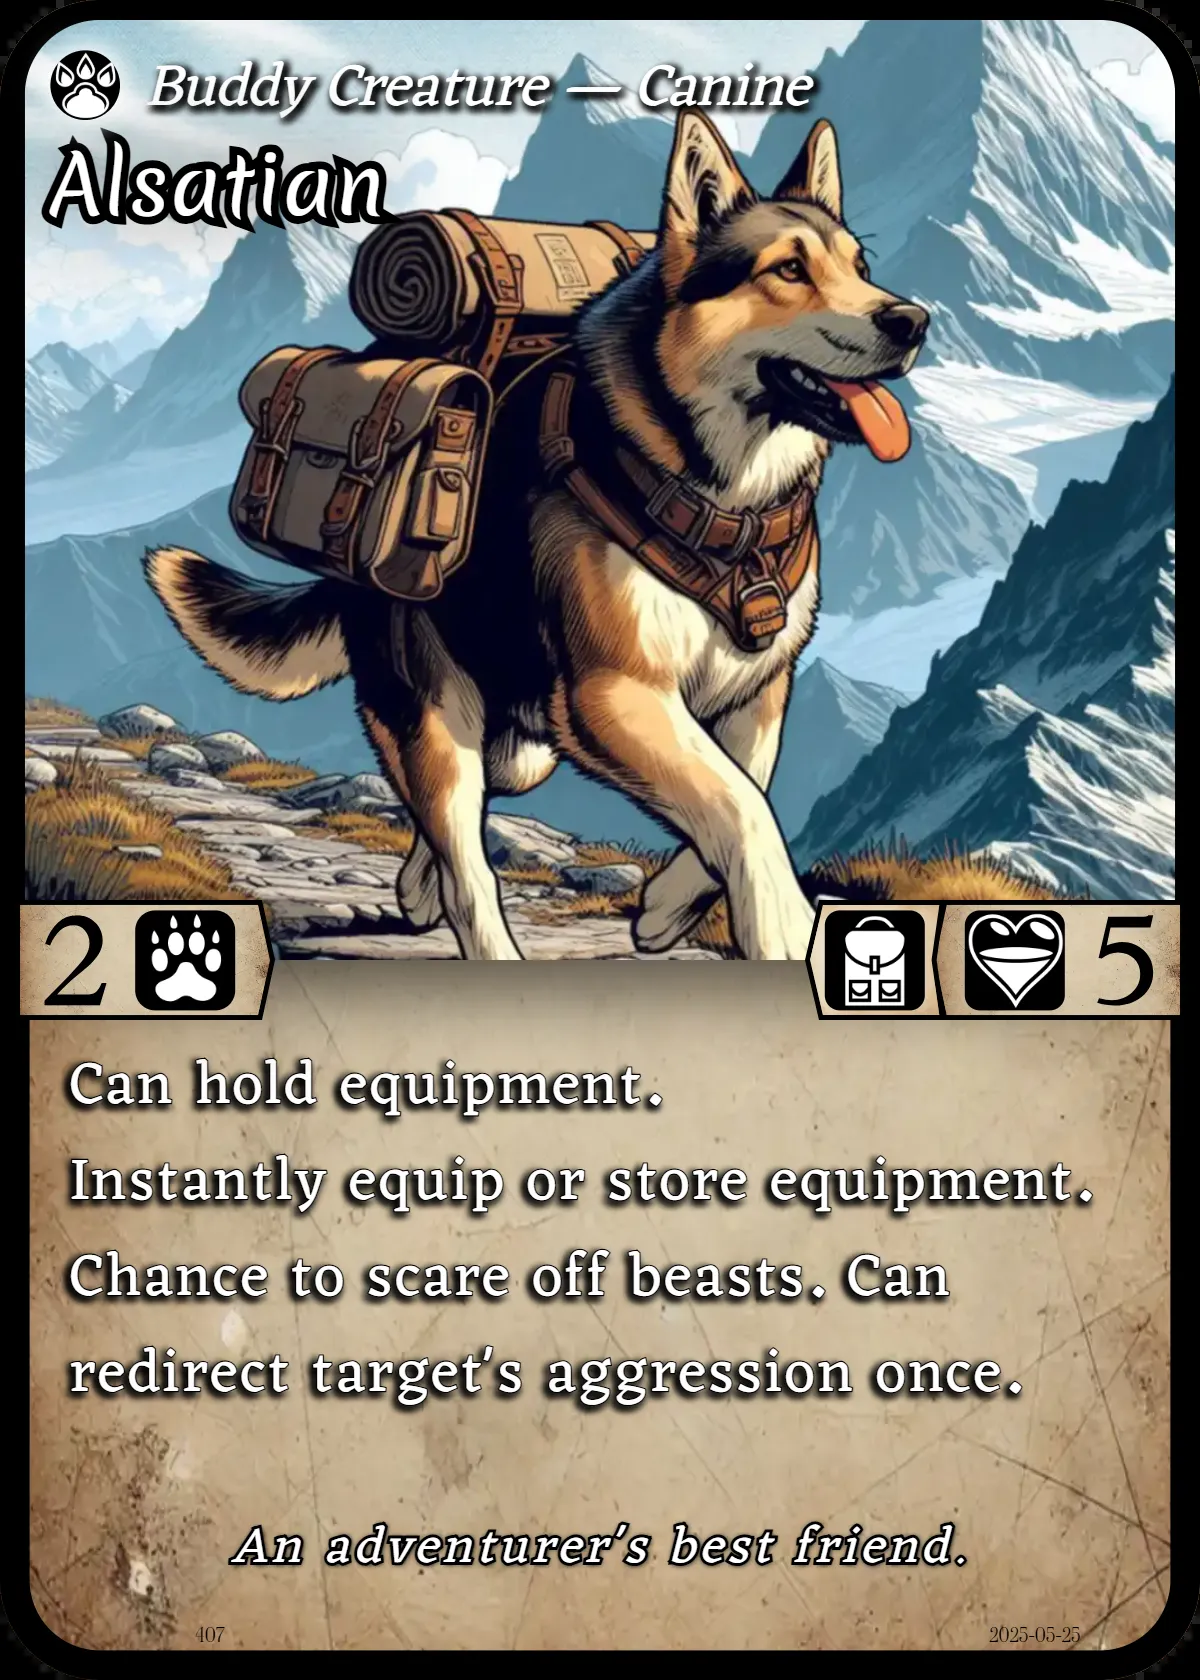 Buddy Creature — Canine
Alsatian
2
5
Can hold equipment.
Instantly equip or store equipment.
Chance to scare off beasts. Can
redirect target's aggression once.
An adventurer's best friend.
407
2025-05-25